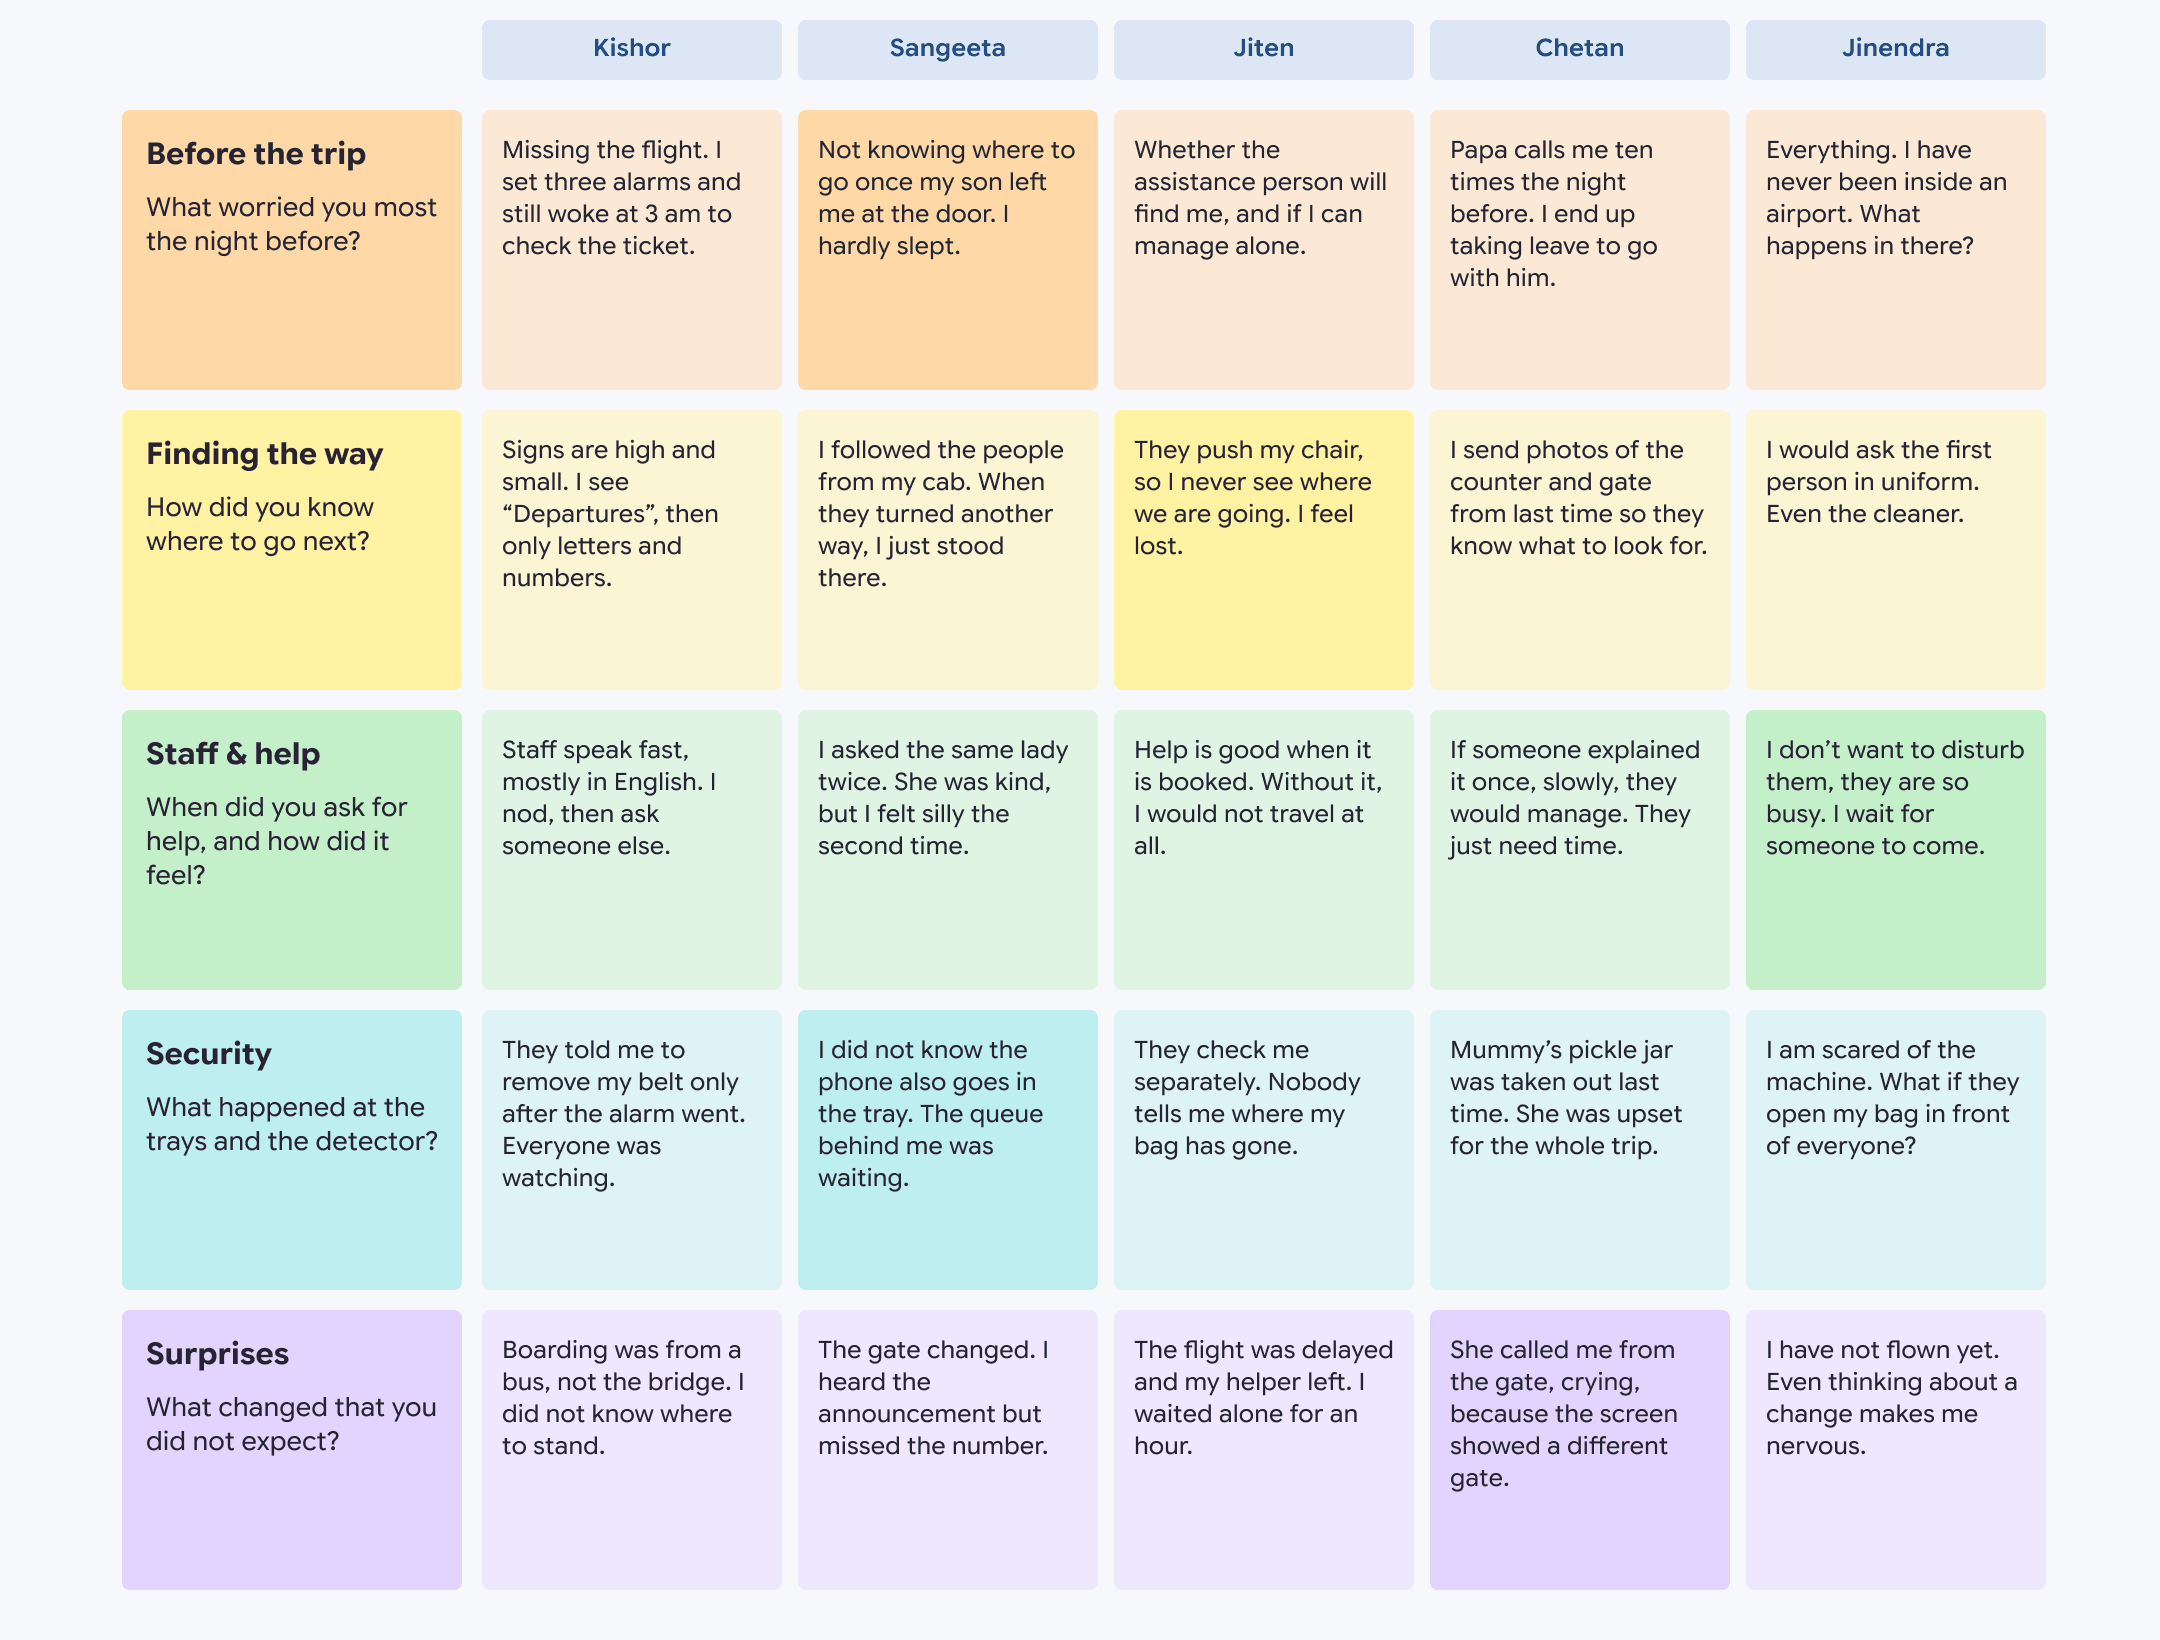 Kishor
Sangeeta
Jiten
Chetan
Jinendra
Before the trip
What worried you most
the night before?
Missing the flight. I
set three alarms and
still woke at 3 am to
check the ticket.
Not knowing where to
go once my son left
me at the door. I
hardly slept.
Whether the
assistance person will
find me, and if I can
manage alone.
Papa calls me ten
times the night
before. I end up
taking leave to go
with him.
Everything. I have
never been inside an
airport. What
happens in there?
Finding the way
How did you know
where to go next?
Signs are high and
small. I see
“Departures”, then
only letters and
numbers.
I followed the people
from my cab. When
they turned another
way, I just stood
there.
They push my chair,
so I never see where
we are going. I feel
lost.
I send photos of the
counter and gate
from last time so they
know what to look for.
I would ask the first
person in uniform.
Even the cleaner.
Staff & help
When did you ask for
help, and how did it
feel?
Staff speak fast,
mostly in English. I
nod, then ask
someone else.
I asked the same lady
twice. She was kind,
but I felt silly the
second time.
Help is good when it
is booked. Without it,
I would not travel at
all.
If someone explained
it once, slowly, they
would manage. They
just need time.
I don’t want to disturb
them, they are so
busy. I wait for
someone to come.
Security
What happened at the
trays and the detector?
They told me to
remove my belt only
after the alarm went.
Everyone was
watching.
I did not know the
phone also goes in
the tray. The queue
behind me was
waiting.
They check me
separately. Nobody
tells me where my
bag has gone.
Mummy’s pickle jar
was taken out last
time. She was upset
for the whole trip.
I am scared of the
machine. What if they
open my bag in front
of everyone?
Surprises
What changed that you
did not expect?
Boarding was from a
bus, not the bridge. I
did not know where
to stand.
The gate changed. I
heard the
announcement but
missed the number.
The flight was delayed
and my helper left. I
waited alone for an
hour.
She called me from
the gate, crying,
because the screen
showed a different
gate.
I have not flown yet.
Even thinking about a
change makes me
nervous.